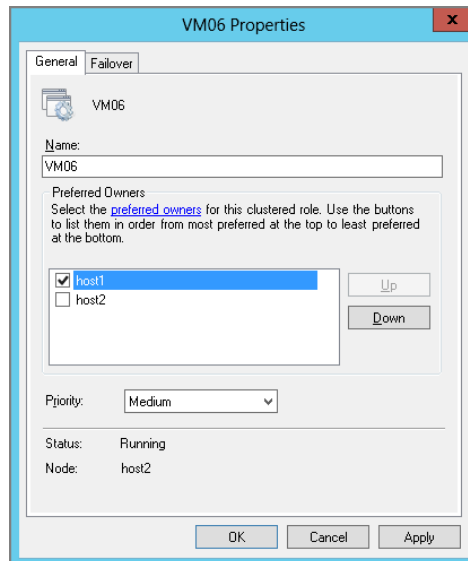 VM06 Properties
x
General Failover
VM06
Name:
VM06
Preferred Owners
Select the preferred owners for this clustered role. Use the buttons
to list them in order from most preferred at the top to least preferred
at the bottom.
host1
host2
Up
Down
Priority: Medium
Status: Running
Node: host2
OK Cancel Apply